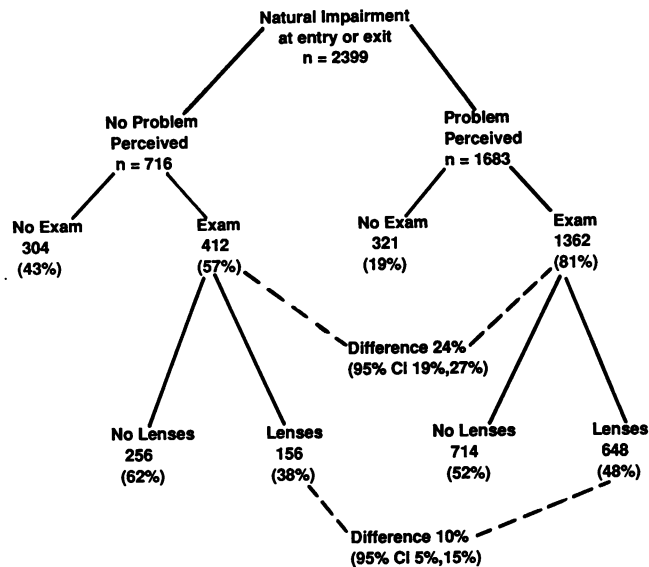 Natural Impairment
at entry or exit
n = 2399
No Problem
Perceived
n = 716
Problem
Perceived
n = 1683
No Exam
304
(43%)
Exam
412
(57%)
No Exam
321
(19%)
Exam
1362
(81%)
Difference 24%
(95% CI 19%,27%)
No Lenses
256
(62%)
Lenses
156
(38%)
No Lenses
714
(52%)
Lenses
648
(48%)
Difference 10%
(95% CI 5%,15%)